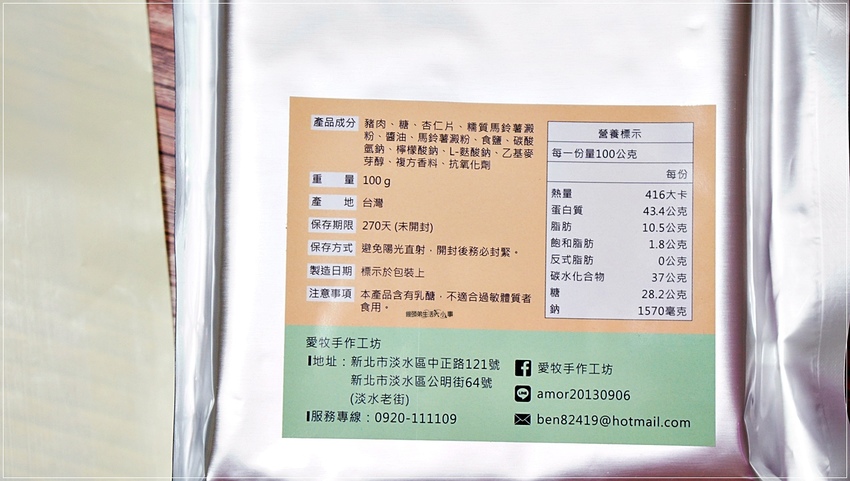 產品成分 豬肉、糖、杏仁片、糯質馬鈴薯澱
粉、醬油、馬鈴薯澱粉、食鹽、碳酸
氫鈉、檸檬酸鈉、L-麩酸鈉、乙基麥
芽醇、複方香料、抗氧化劑
重 量 100 g
產 地 台灣
保存期限 270天 (未開封)
保存方式 避免陽光直射，開封後務必封緊。
製造日期 標示於包裝上
注意事項 本產品含有乳醣，不適合過敏體質者
食用。
饅頭弟生活大小事
營養標示
每一份量100公克
每份
熱量 416大卡
蛋白質 43.4公克
脂肪 10.5公克
飽和脂肪 1.8公克
反式脂肪 0公克
碳水化合物 37公克
糖 28.2公克
鈉 1570毫克
愛牧手作工坊
地址：新北市淡水區中正路121號
新北市淡水區公明街64號
(淡水老街)
服務專線：0920-111109
愛牧手作工坊
LINE amor20130906
ben82419@hotmail.com